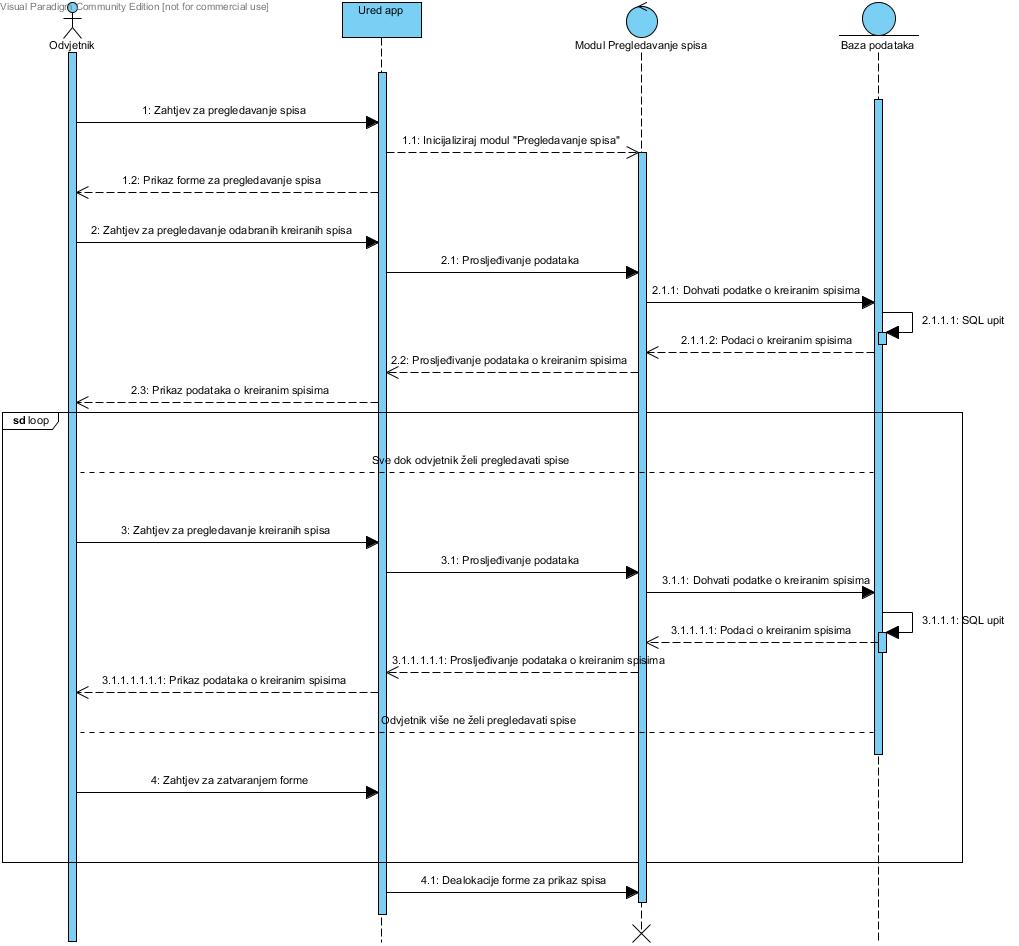 Visual Paradigm Community Edition [not for commercial use]
Ured app
Odvjetnik
Modul Pregledavanje spisa
Baza podataka
1: Zahtjev za pregledavanje spisa
1.1: Inicijaliziraj modul "Pregledavanje spisa"
1.2: Prikaz forme za pregledavanje spisa
2: Zahtjev za pregledavanje odabranih kreiranih spisa
2.1: Prosljeđivanje podataka
2.1.1: Dohvati podatke o kreiranim spisima
2.1.1.1: SQL upit
2.1.1.2: Podaci o kreiranim spisima
2.2: Prosljeđivanje podataka o kreiranim spisima
2.3: Prikaz podataka o kreiranim spisima
sd loop
Sve dok odvjetnik želi pregledavati spise
3: Zahtjev za pregledavanje kreiranih spisa
3.1: Prosljeđivanje podataka
3.1.1: Dohvati podatke o kreiranim spisima
3.1.1.1: SQL upit
3.1.1.1.1: Podaci o kreiranim spisima
3.1.1.1.1.1: Prosljeđivanje podataka o kreiranim spisima
3.1.1.1.1.1.1: Prikaz podataka o kreiranim spisima
Odvjetnik više ne želi pregledavati spise
4: Zahtjev za zatvaranjem forme
4.1: Dealokacije forme za prikaz spisa